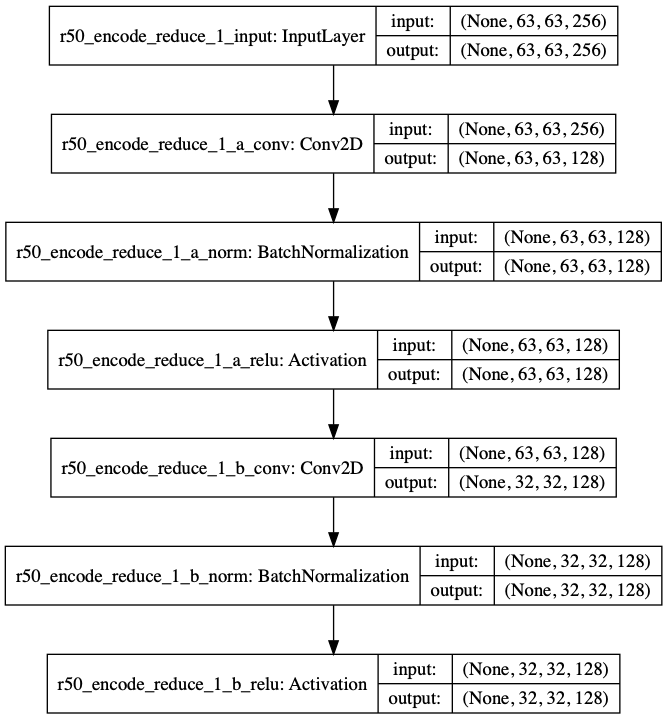 r50_encode_reduce_1_input: InputLayer
input:
(None, 63, 63, 256)
output:
(None, 63, 63, 256)
r50_encode_reduce_1_a_conv: Conv2D
input:
(None, 63, 63, 256)
output:
(None, 63, 63, 128)
r50_encode_reduce_1_a_norm: BatchNormalization
input:
(None, 63, 63, 128)
output:
(None, 63, 63, 128)
r50_encode_reduce_1_a_relu: Activation
input:
(None, 63, 63, 128)
output:
(None, 63, 63, 128)
r50_encode_reduce_1_b_conv: Conv2D
input:
(None, 63, 63, 128)
output:
(None, 32, 32, 128)
r50_encode_reduce_1_b_norm: BatchNormalization
input:
(None, 32, 32, 128)
output:
(None, 32, 32, 128)
r50_encode_reduce_1_b_relu: Activation
input:
(None, 32, 32, 128)
output:
(None, 32, 32, 128)